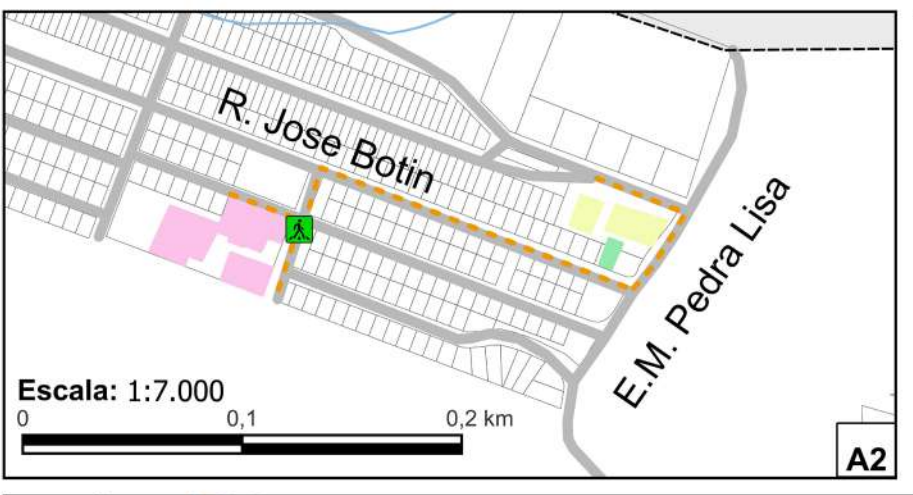 R. Jose Botin
E.M. Pedra Lisa
Escala: 1:7.000
0 0,1 0,2 km
A2